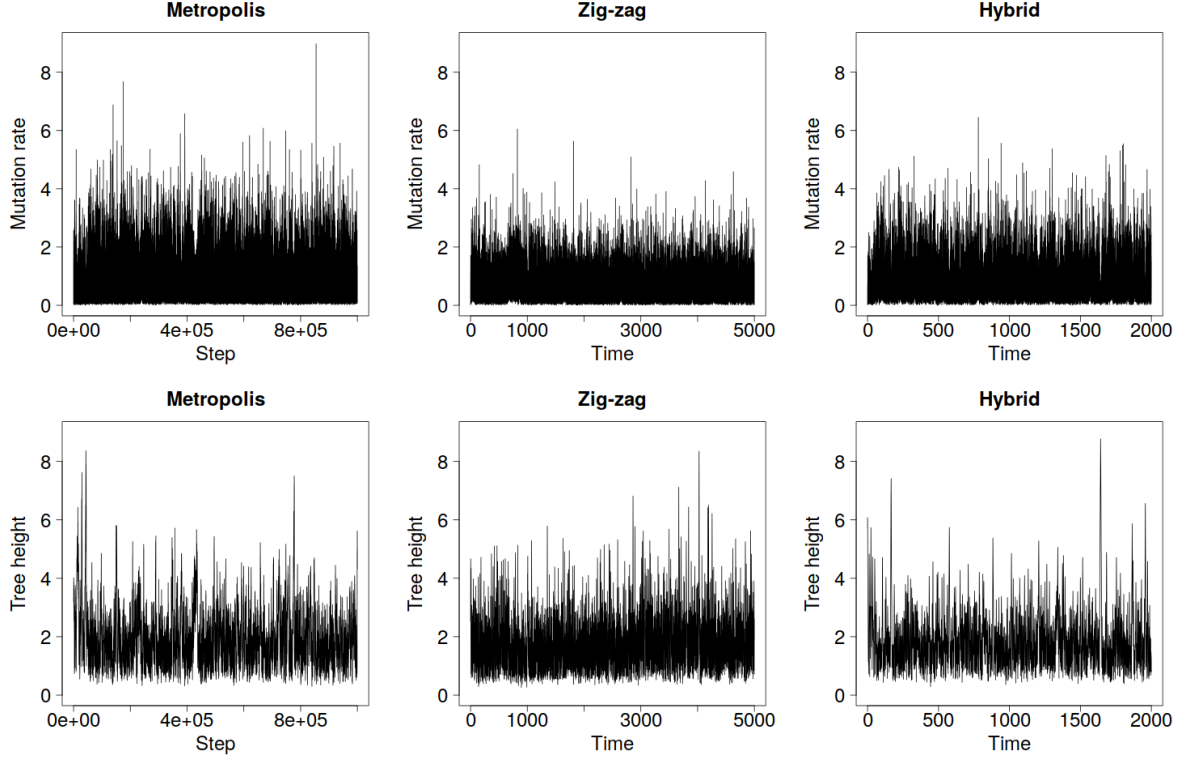 Metropolis Zig-zag Hybrid
Mutation rate
8
6
4
2
0
0e+00 4e+05 8e+05
Step
Mutation rate
8
6
4
2
0
0 1000 3000 5000
Time
Mutation rate
8
6
4
2
0
0 500 1000 1500 2000
Time
Metropolis Zig-zag Hybrid
Tree height
8
6
4
2
0
0e+00 4e+05 8e+05
Step
Tree height
8
6
4
2
0
0 1000 3000 5000
Time
Tree height
8
6
4
2
0
0 500 1000 1500 2000
Time